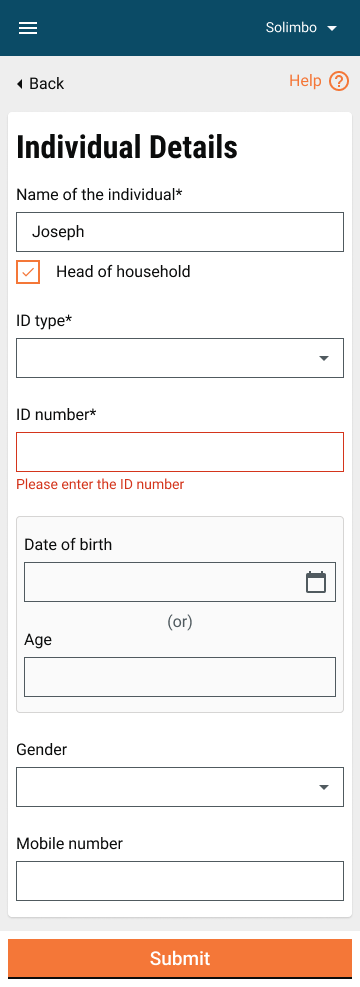 Solimbo
Back
Help
Individual Details
Name of the individual*
Joseph
Head of household
ID type*
ID number*
Please enter the ID number
Date of birth
(or)
Age
Gender
Mobile number
Submit